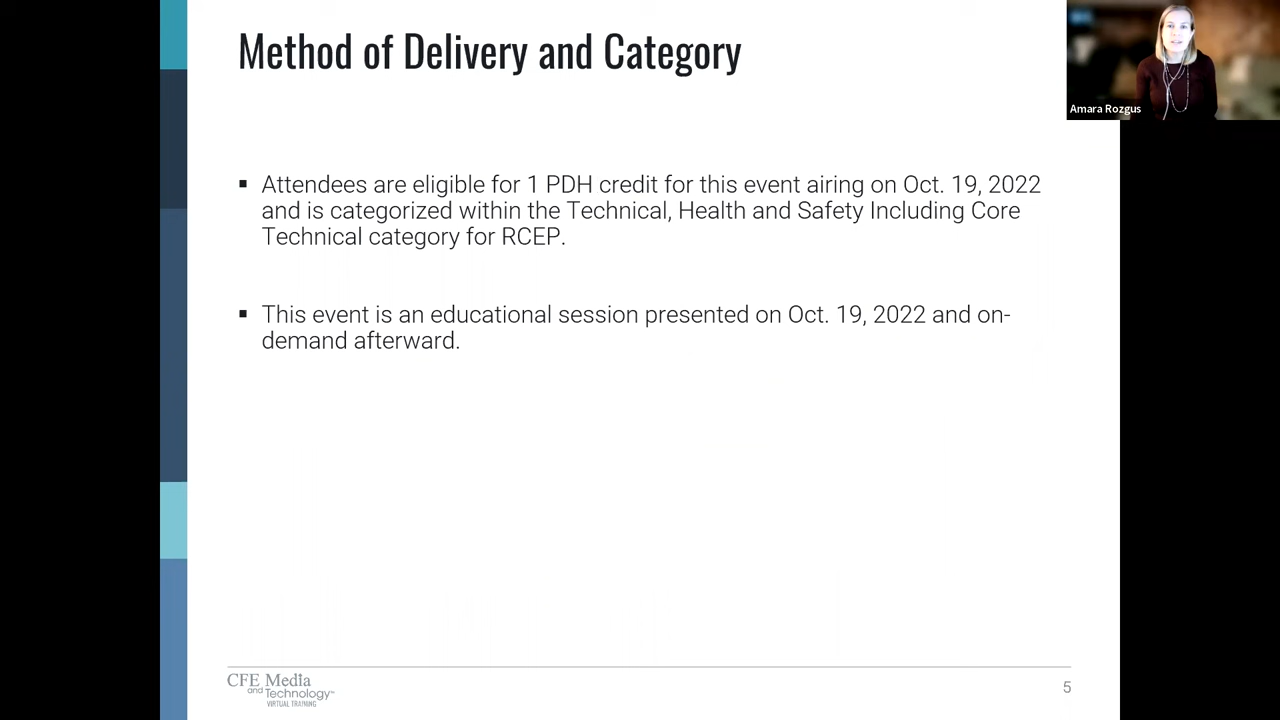 Method of Delivery and Category
Amara Rozgus
▪ Attendees are eligible for 1 PDH credit for this event airing on Oct. 19, 2022
and is categorized within the Technical, Health and Safety Including Core
Technical category for RCEP.
▪ This event is an educational session presented on Oct. 19, 2022 and on-
demand afterward.
CFE Media
and Technology™
VIRTUAL TRAINING
5